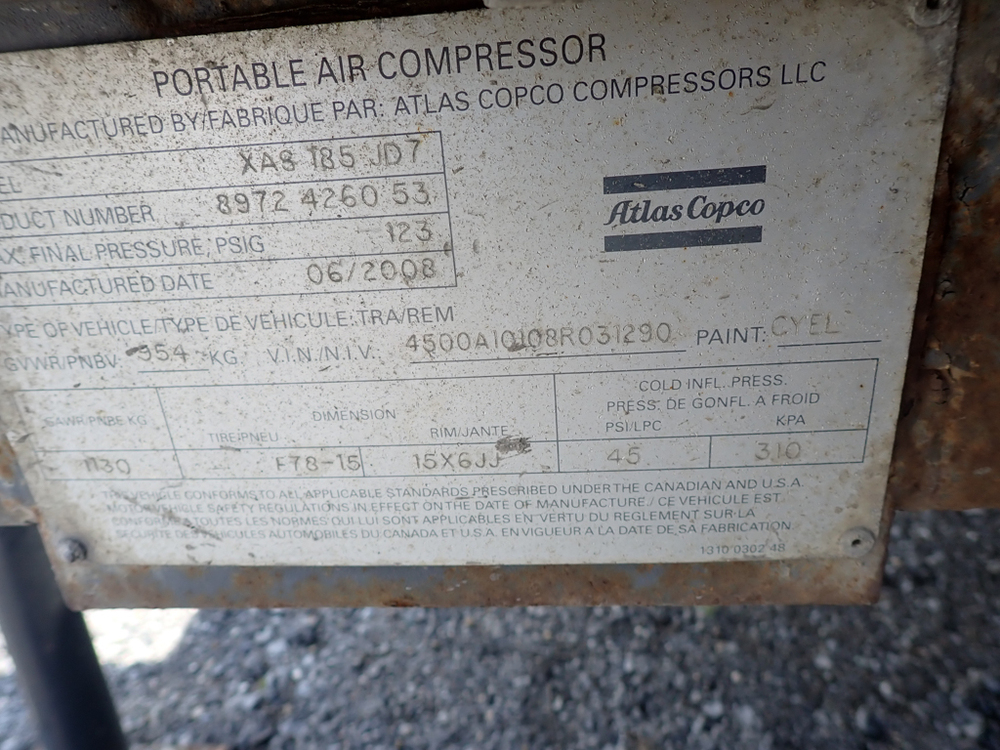 PORTABLE AIR COMPRESSOR
ANUFACTURED BY/FABRIQUE PAR: ATLAS COPCO COMPRESSORS LLC
EL XAS 185 JD7
DUCT NUMBER 8972 4260 53
X. FINAL PRESSURE, PSIG 123
ANUFACTURED DATE 06/2008
Atlas Copco
YPE OF VEHICLE/TYPE DE VEHICULE: TRA/REM
GVWR/PNBV 954 KG V.I.N./N.I.V.: 4500A10108R031290 PAINT: CYEL
GAWR/PNBE KG DIMENSION COLD INFL. PRESS.
PRESS. DE GONFL. A FROID
TIRE/PNEU RIM/JANTE PSI/LPC KPA
1130 F78-15 15X6JJ 45 310
THIS VEHICLE CONFORMS TO ALL APPLICABLE STANDARDS PRESCRIBED UNDER THE CANADIAN AND U.S.A.
MOTOR VEHICLE SAFETY REGULATIONS IN EFFECT ON THE DATE OF MANUFACTURE / CE VEHICULE EST
CONFORME A TOUTES LES NORMES QUI LUI SONT APPLICABLES EN VERTU DU REGLEMENT SUR LA
SECURITE DES VEHICULES AUTOMOBILES DU CANADA ET U.S.A. EN VIGUEUR A LA DATE DE SA FABRICATION
1310 0302 48